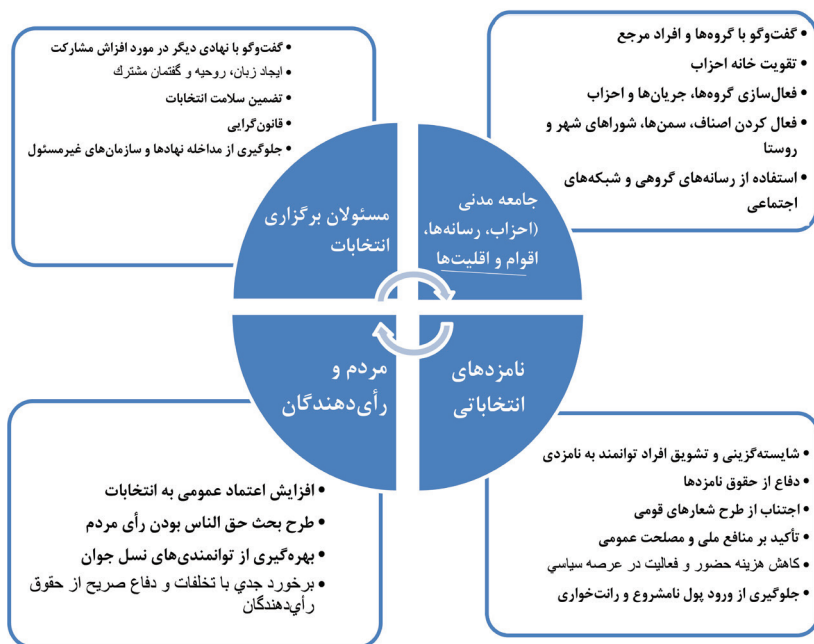 • گفت‌وگو با گروه‌ها و افراد مرجع
• تقویت خانه احزاب
• فعال‌سازی گروه‌ها، جریان‌ها و احزاب
• فعال کردن اصناف، سمن‌ها، شوراهای شهر و
روستا
• استفاده از رسانه‌های گروهی و شبکه‌های
اجتماعی
• گفت‌وگو با نهادی دیگر در مورد افزاش مشارکت
• ایجاد زبان، روحیه و گفتمان مشترك
• تضمین سلامت انتخابات
• قانون‌گرایی
• جلوگیری از مداخله نهادها و سازمان‌های غیرمسئول
جامعه مدنی
(احزاب، رسانه‌ها،
اقوام و اقلیت‌ها
مسئولان برگزاری
انتخابات
نامزدهای
انتخاباتی
مردم و
رأی‌دهندگان
• شایسته‌گزینی و تشویق افراد توانمند به نامزدی
• دفاع از حقوق نامزدها
• اجتناب از طرح شعارهای قومی
• تأکید بر منافع ملی و مصلحت عمومی
• کاهش هزینه حضور و فعالیت در عرصه سیاسي
• جلوگیری از ورود پول نامشروع و رانت‌خواری
• افزایش اعتماد عمومی به انتخابات
• طرح بحث حق الناس بودن رأی مردم
• بهره‌گیری از توانمندی‌های نسل جوان
• برخورد جدي با تخلفات و دفاع صریح از حقوق
رأي‌دهندگان